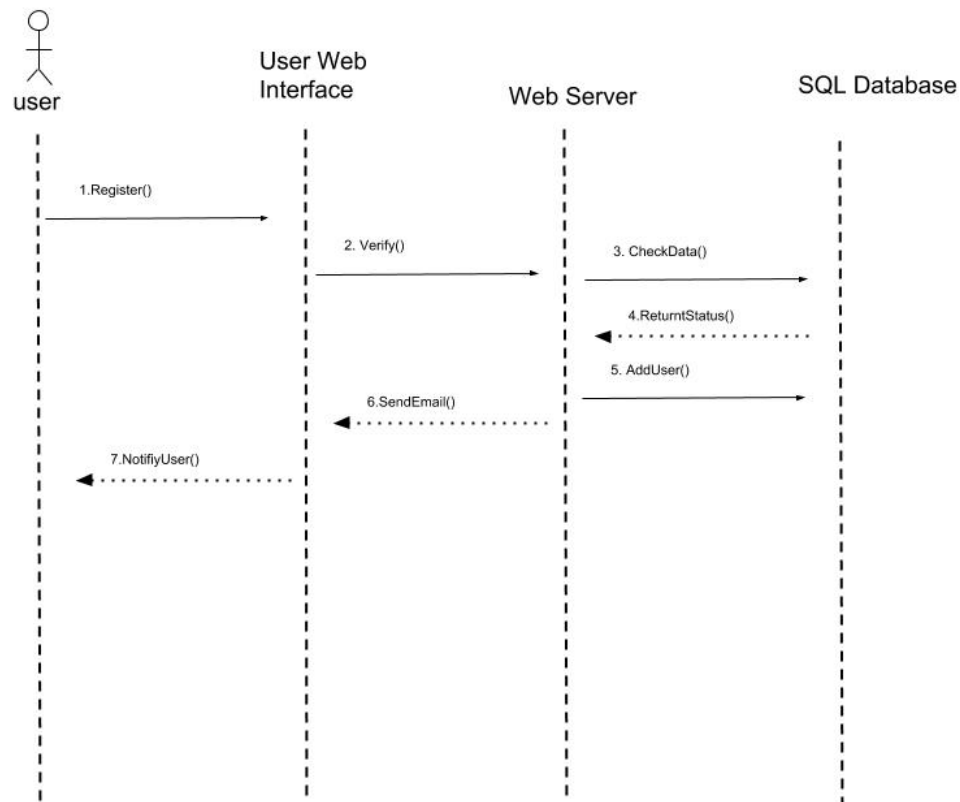 user
User Web
Interface
Web Server
SQL Database
1.Register()
2. Verify()
3. CheckData()
4.ReturntStatus()
5. AddUser()
6.SendEmail()
7.NotifiyUser()